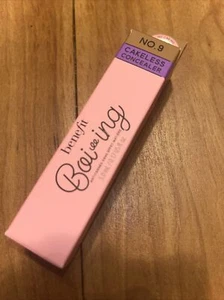 NO. 9
CAKELESS
CONCEALER
benefit
Boi-ing